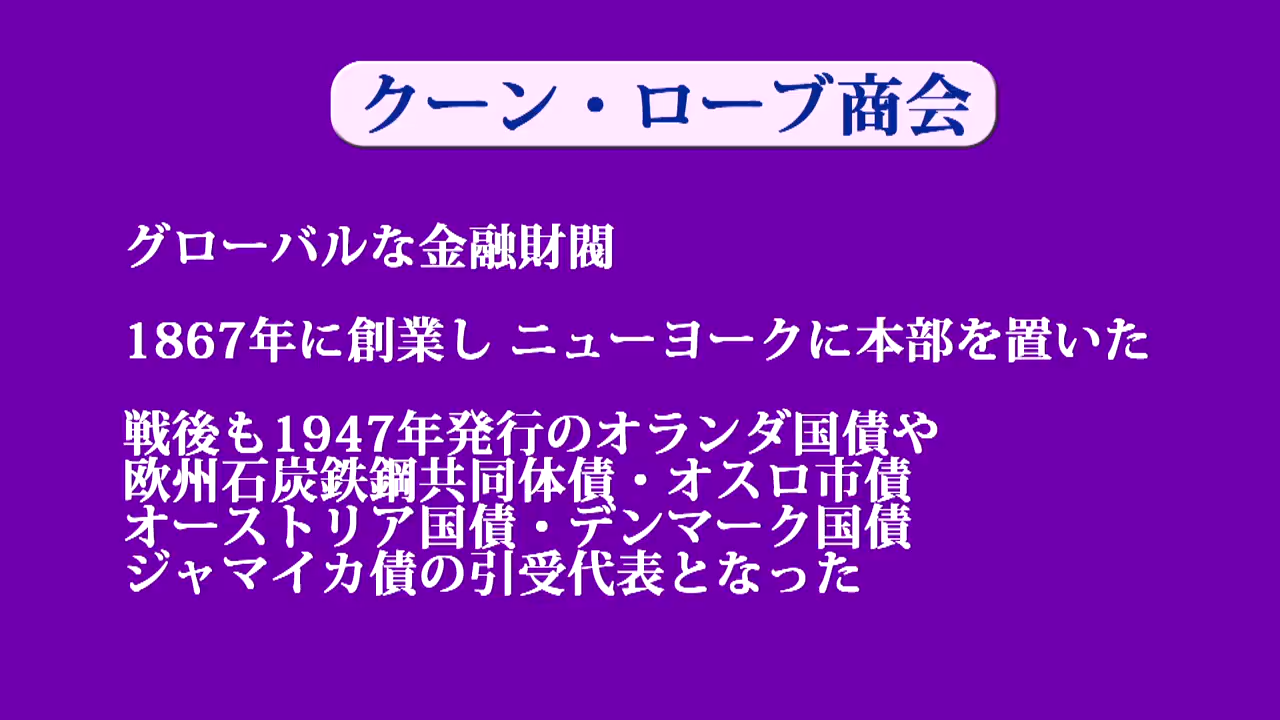 クーン・ローブ商会
グローバルな金融財閥
1867年に創業し ニューヨークに本部を置いた
戦後も1947年発行のオランダ国債や
欧州石炭鉄鋼共同体債・オスロ市債
オーストリア国債・デンマーク国債
ジャマイカ債の引受代表となった